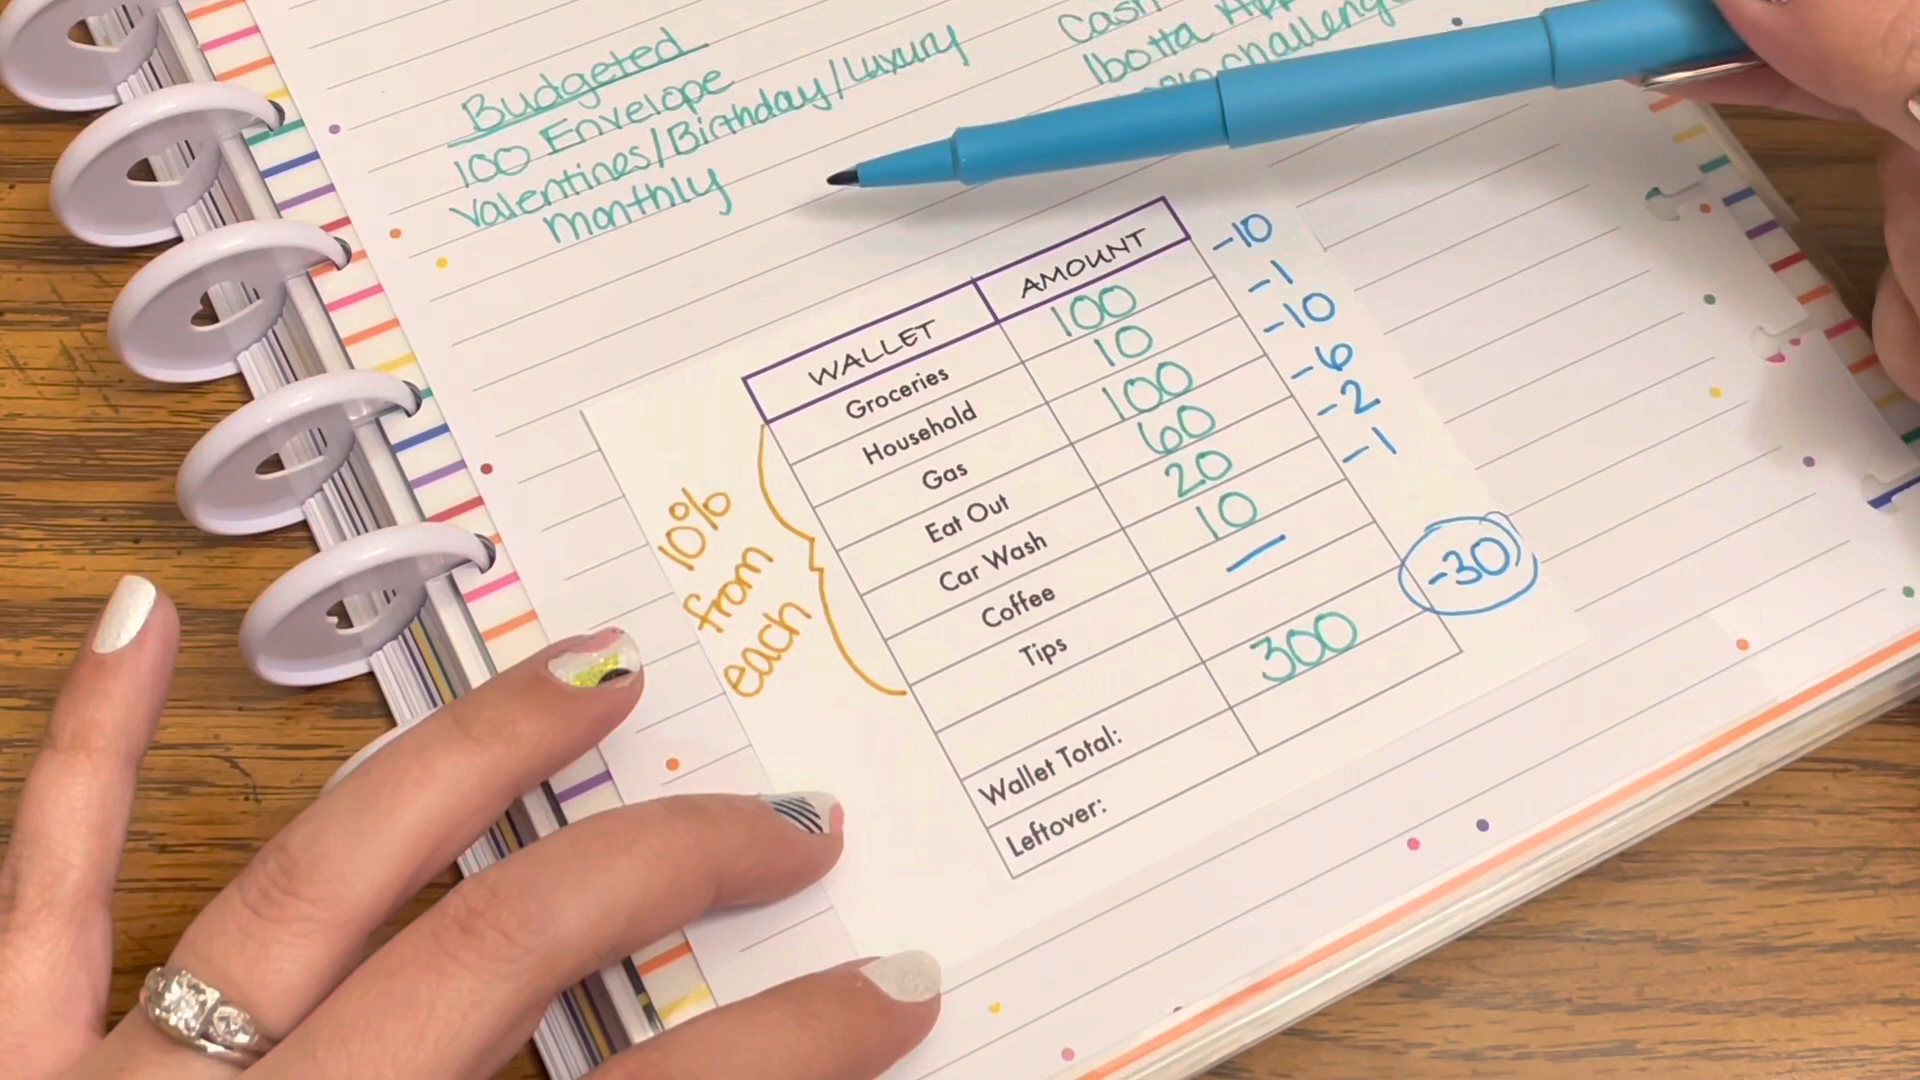 Budgeted
100 Envelope
Valentines/Birthday/Luxury
monthly
Cash
Ibotta App
challenge
WALLET AMOUNT
Groceries 100 -10
Household 10 -1
Gas 100 -10
Eat Out 60 -6
Car Wash 20 -2
Coffee 10 -1
Tips —
Wallet Total: 300 -30
Leftover:
10%
from
each